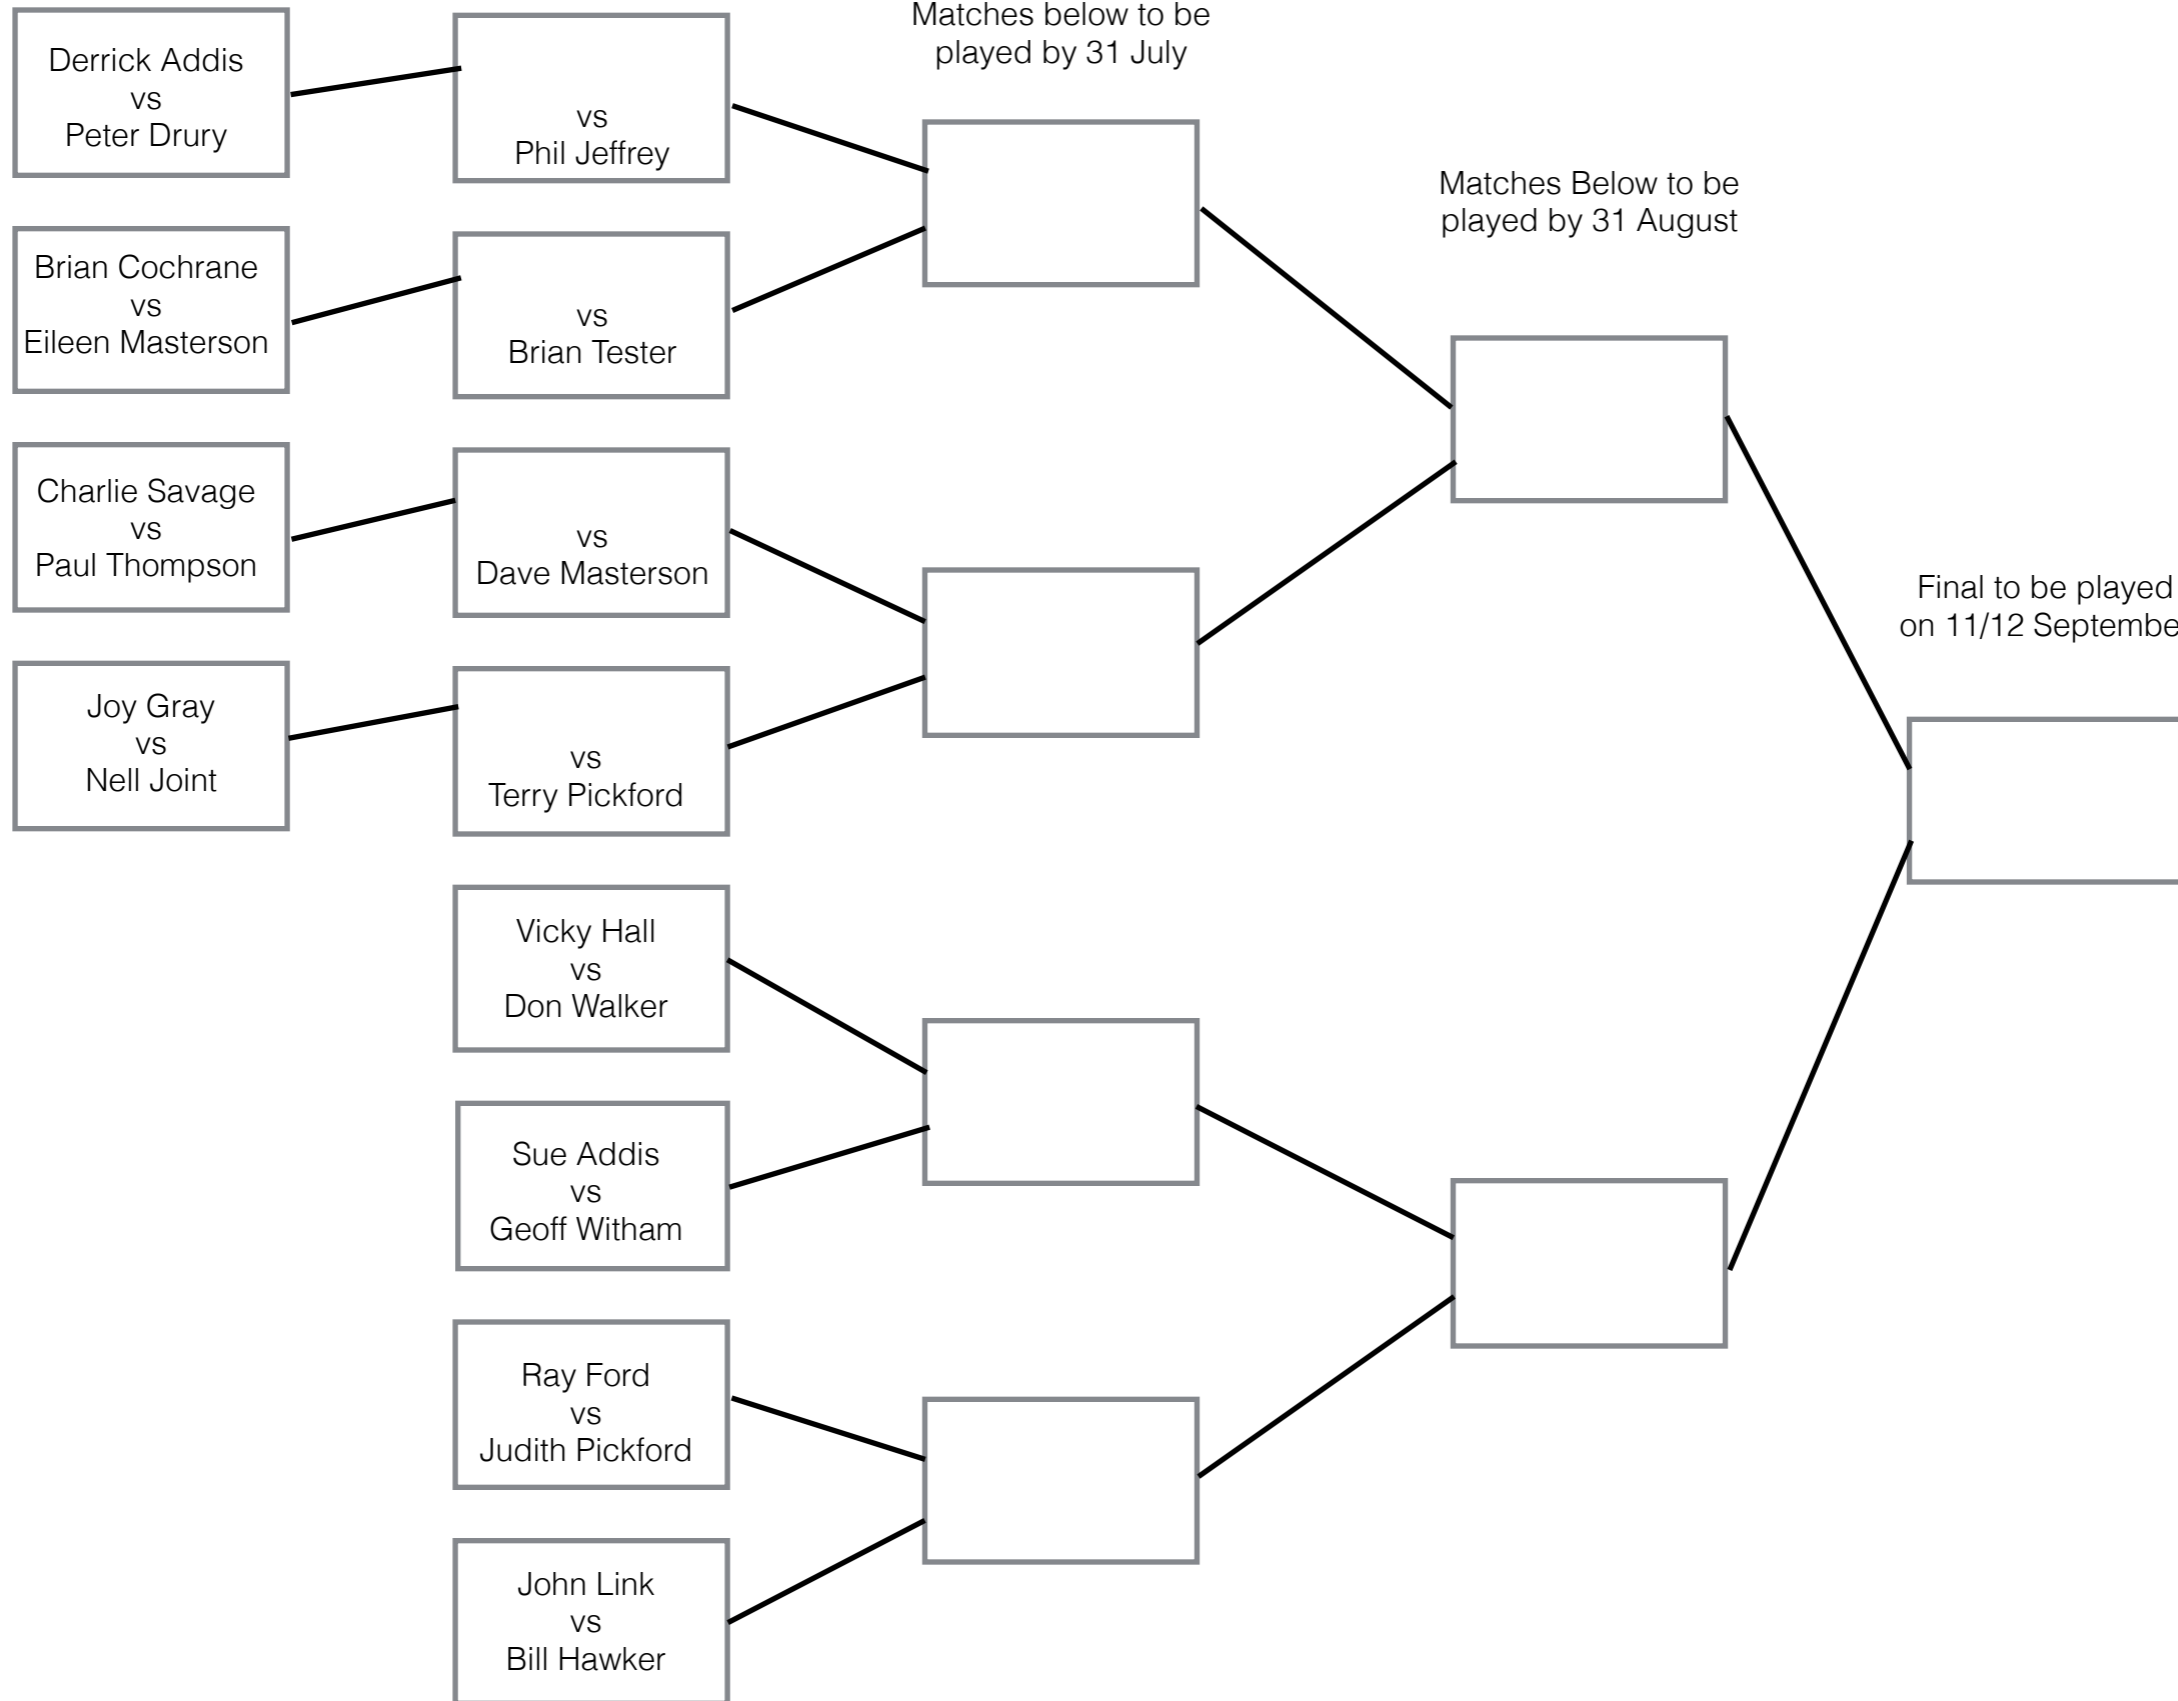 Derrick Addis
vs
Peter Drury
Brian Cochrane
vs
Eileen Masterson
Charlie Savage
vs
Paul Thompson
Joy Gray
vs
Nell Joint
vs
Phil Jeffrey
vs
Brian Tester
vs
Dave Masterson
vs
Terry Pickford
Vicky Hall
vs
Don Walker
Sue Addis
vs
Geoff Witham
Ray Ford
vs
Judith Pickford
John Link
vs
Bill Hawker
Matches below to be
played by 31 July
Matches Below to be
played by 31 August
Final to be played
on 11/12 Septembe